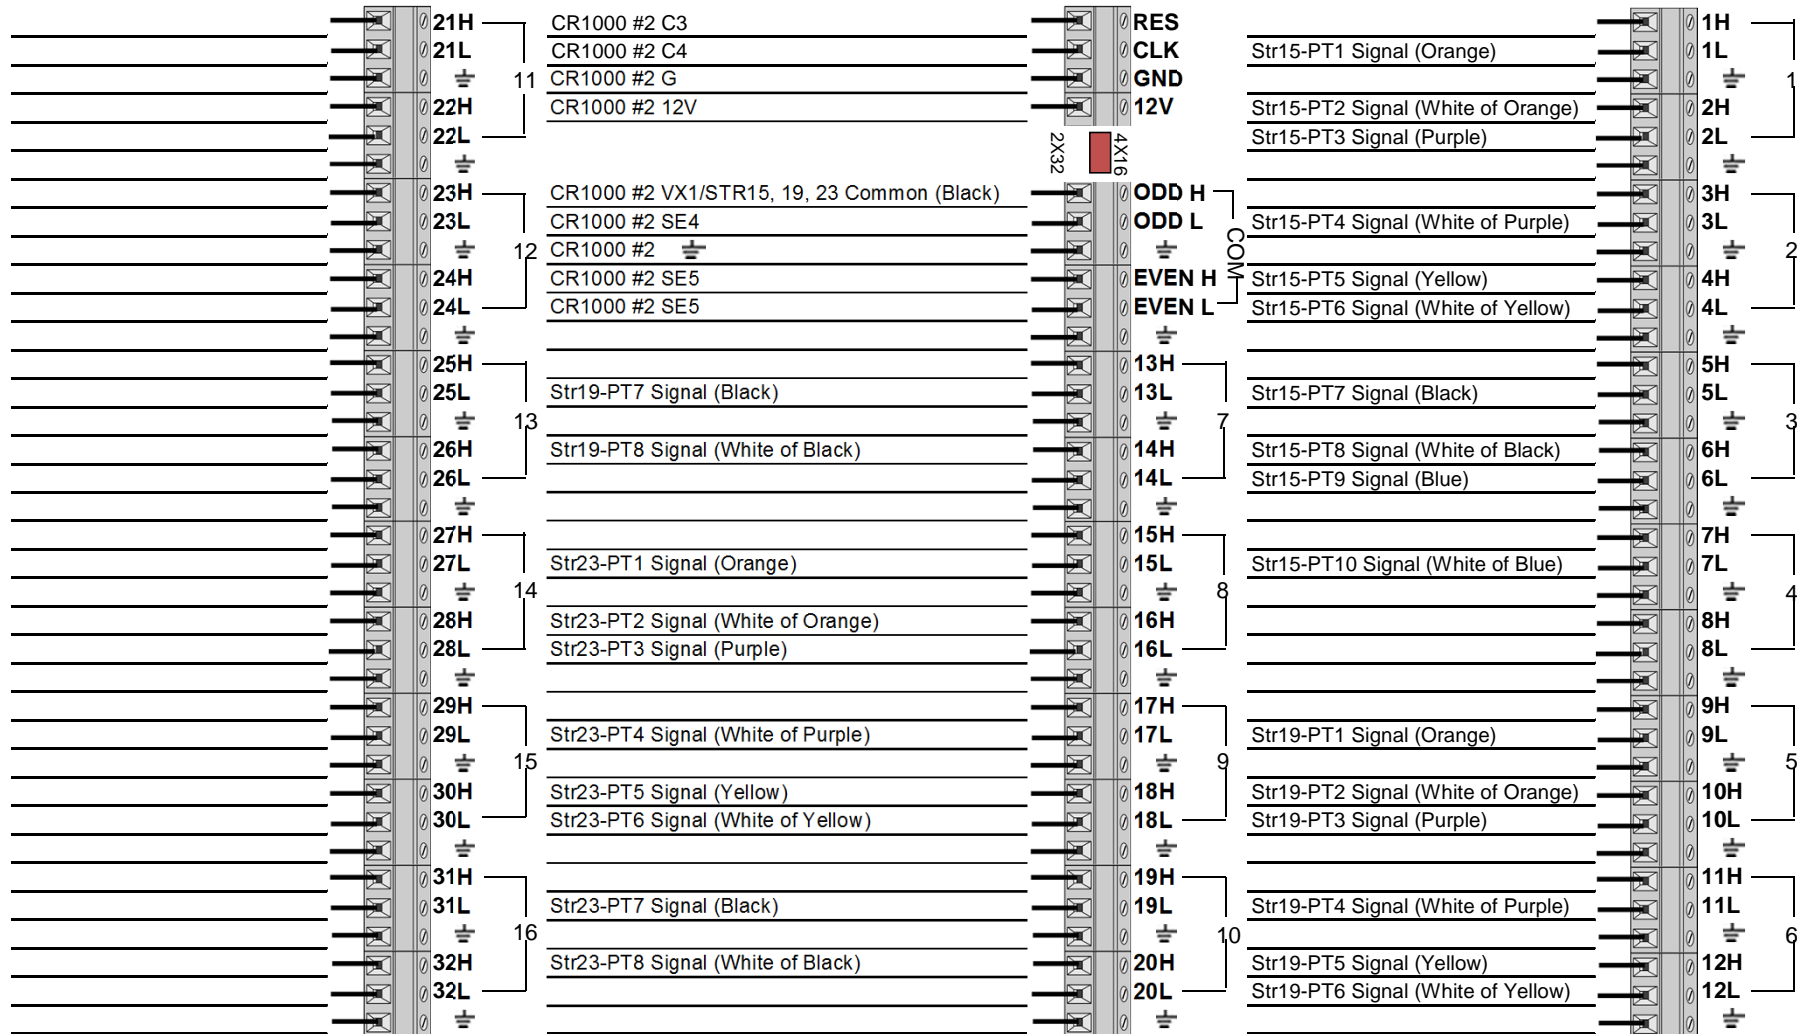 21H
21L
11
22H
22L
23H
23L
12
24H
24L
25H
25L
13
26H
26L
27H
27L
14
28H
28L
29H
29L
15
30H
30L
31H
31L
16
32H
32L
CR1000 #2 C3 RES
CR1000 #2 C4 CLK
CR1000 #2 G GND
CR1000 #2 12V 12V
2X32 4X16
CR1000 #2 VX1/STR15, 19, 23 Common (Black) ODD H
CR1000 #2 SE4 ODD L
CR1000 #2
COM
CR1000 #2 SE5 EVEN H
CR1000 #2 SE5 EVEN L
13H
Str19-PT7 Signal (Black) 13L
7
Str19-PT8 Signal (White of Black) 14H
14L
15H
Str23-PT1 Signal (Orange) 15L
8
Str23-PT2 Signal (White of Orange) 16H
Str23-PT3 Signal (Purple) 16L
17H
Str23-PT4 Signal (White of Purple) 17L
9
Str23-PT5 Signal (Yellow) 18H
Str23-PT6 Signal (White of Yellow) 18L
19H
Str23-PT7 Signal (Black) 19L
10
Str23-PT8 Signal (White of Black) 20H
20L
1H
Str15-PT1 Signal (Orange) 1L
1
Str15-PT2 Signal (White of Orange) 2H
Str15-PT3 Signal (Purple) 2L
3H
Str15-PT4 Signal (White of Purple) 3L
2
Str15-PT5 Signal (Yellow) 4H
Str15-PT6 Signal (White of Yellow) 4L
5H
Str15-PT7 Signal (Black) 5L
3
Str15-PT8 Signal (White of Black) 6H
Str15-PT9 Signal (Blue) 6L
7H
Str15-PT10 Signal (White of Blue) 7L
4
8H
8L
9H
Str19-PT1 Signal (Orange) 9L
5
Str19-PT2 Signal (White of Orange) 10H
Str19-PT3 Signal (Purple) 10L
11H
Str19-PT4 Signal (White of Purple) 11L
6
Str19-PT5 Signal (Yellow) 12H
Str19-PT6 Signal (White of Yellow) 12L